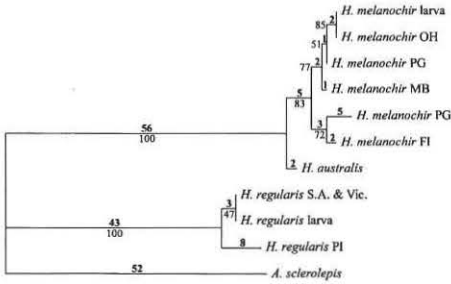 2 H. melanochir larva
85
H. melanochir OH
1
51
2 H. melanochir PG
77
1 H. melanochir MB
5
83
5 H. melanochir PG
3
72
2 H. melanochir FI
56
100
2 H. australis
H. regularis S.A. & Vic.
3
47 H. regularis larva
43
100
8 H. regularis PI
52
A. sclerolepis